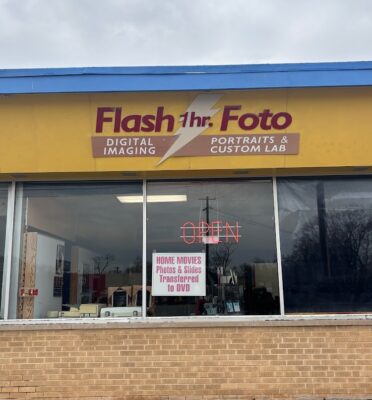 Flash 1hr. Foto
DIGITAL IMAGING
PORTRAITS & CUSTOM LAB
OPEN
HOME MOVIES
Photos & Slides
Transferred
to DVD